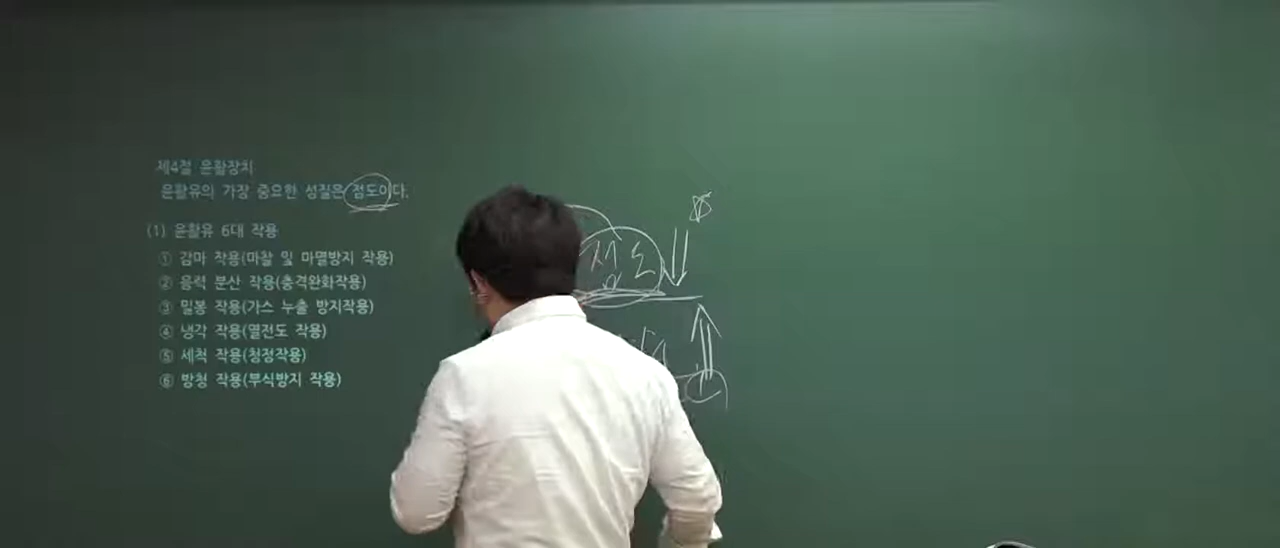 제4절 윤활장치
윤활유의 가장 중요한 성질은 점도이다.
(1) 윤활유 6대 작용
① 감마 작용(마찰 및 마멸방지 작용)
② 응력 분산 작용(충격완화작용)
③ 밀봉 작용(가스 누출 방지작용)
④ 냉각 작용(열전도 작용)
⑤ 세척 작용(청정작용)
⑥ 방청 작용(부식방지 작용)
점도